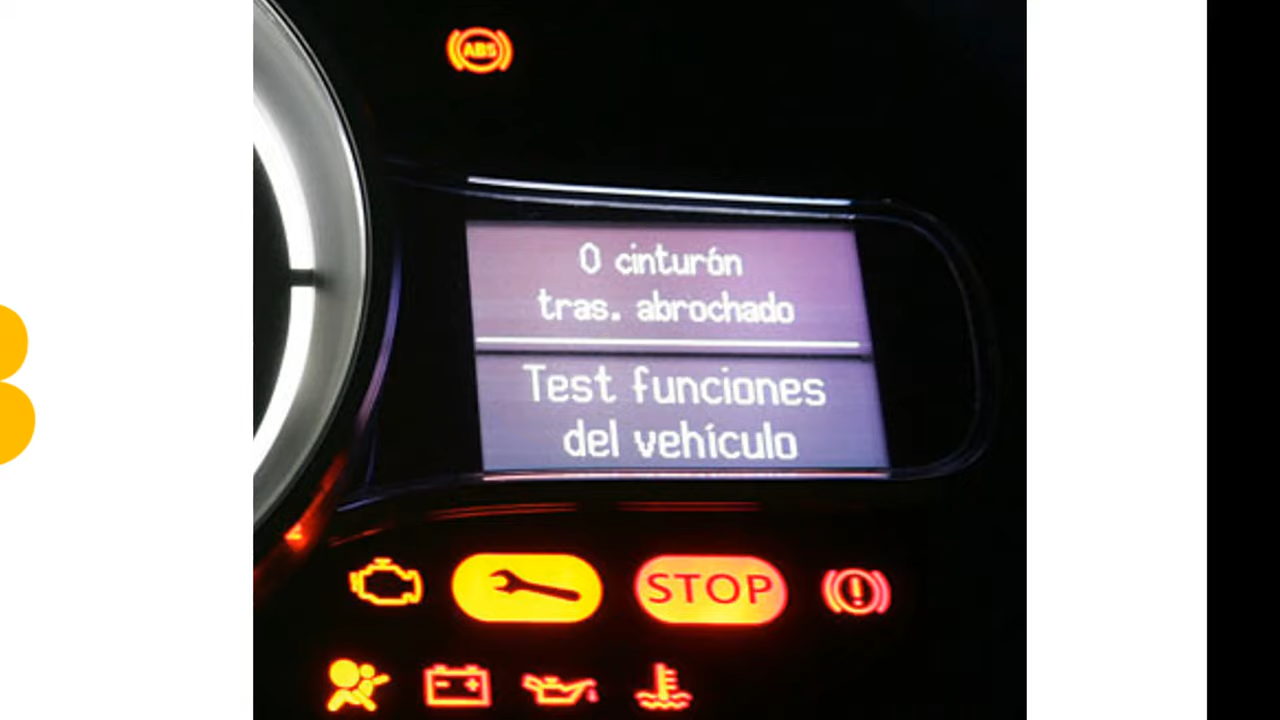 ABS
0 cinturón
tras. abrochado
Test funciones
del vehículo
STOP